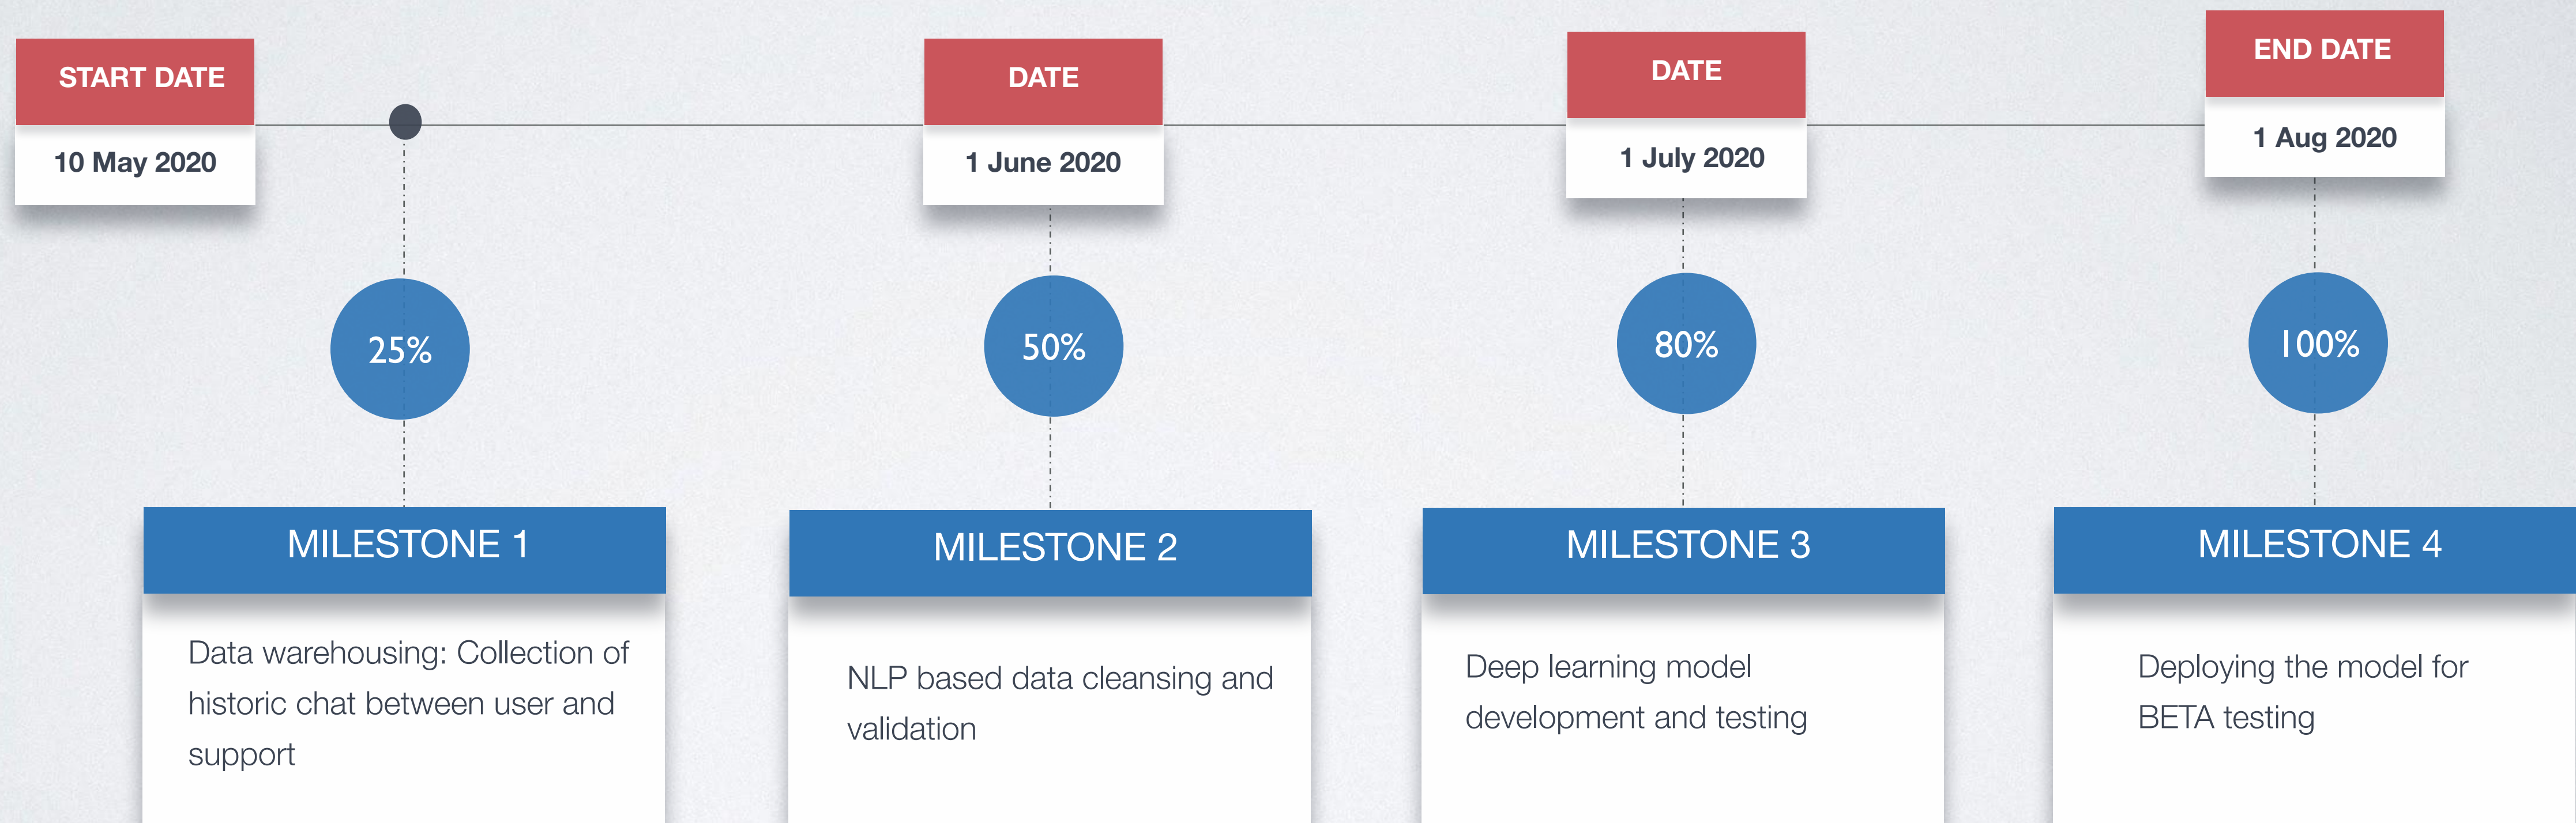 START DATE
10 May 2020
DATE
1 June 2020
DATE
1 July 2020
END DATE
1 Aug 2020
25%
50%
80%
100%
MILESTONE 1
Data warehousing: Collection of
historic chat between user and
support
MILESTONE 2
NLP based data cleansing and
validation
MILESTONE 3
Deep learning model
development and testing
MILESTONE 4
Deploying the model for
BETA testing